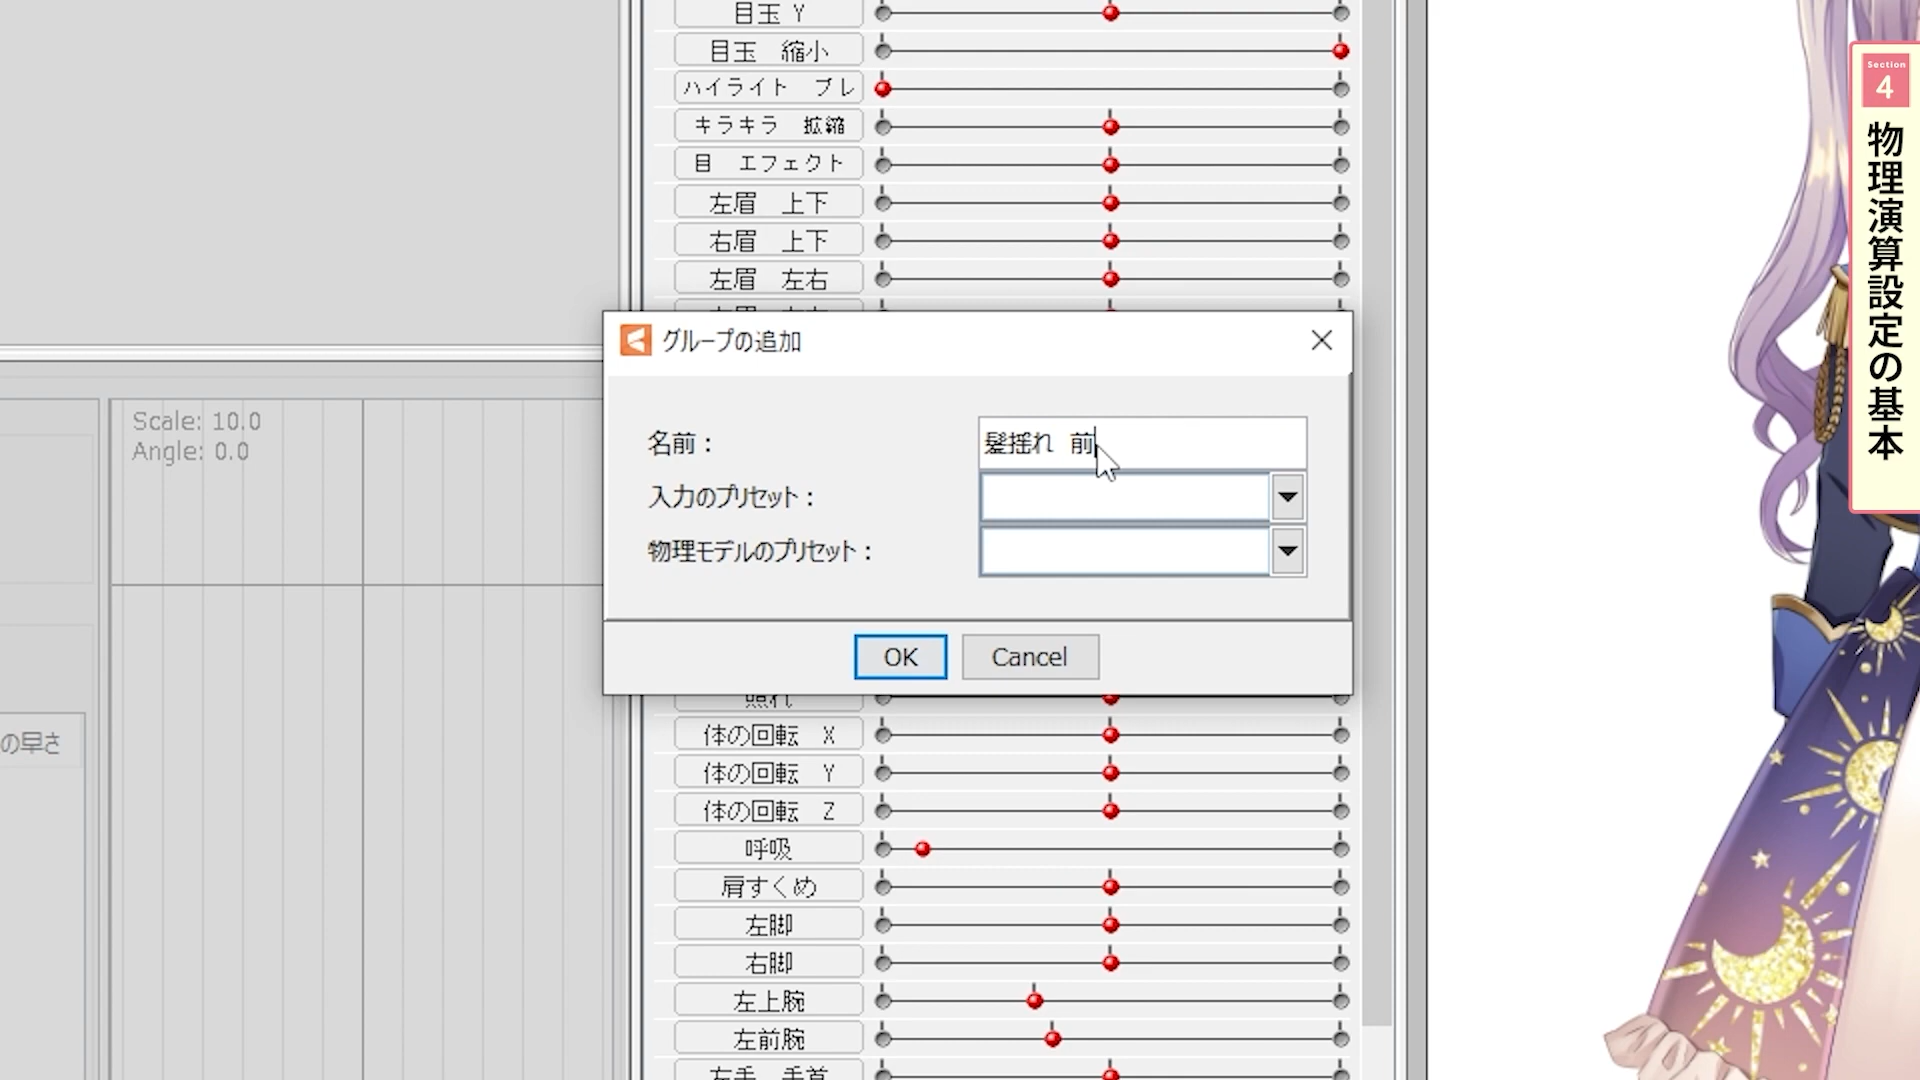 目玉 Y
目玉　縮小
ハイライト　ブレ
キラキラ　拡縮
目　エフェクト
左眉　上下
右眉　上下
左眉　左右
グループの追加
名前：
髪揺れ　前
入力のプリセット：
物理モデルのプリセット：
OK
Cancel
照れ
体の回転　X
体の回転　Y
体の回転　Z
呼吸
肩すくめ
左脚
右脚
左上腕
左前腕
左手　手首
Scale: 10.0
Angle: 0.0
の早さ
Section
4
物理演算設定の基本